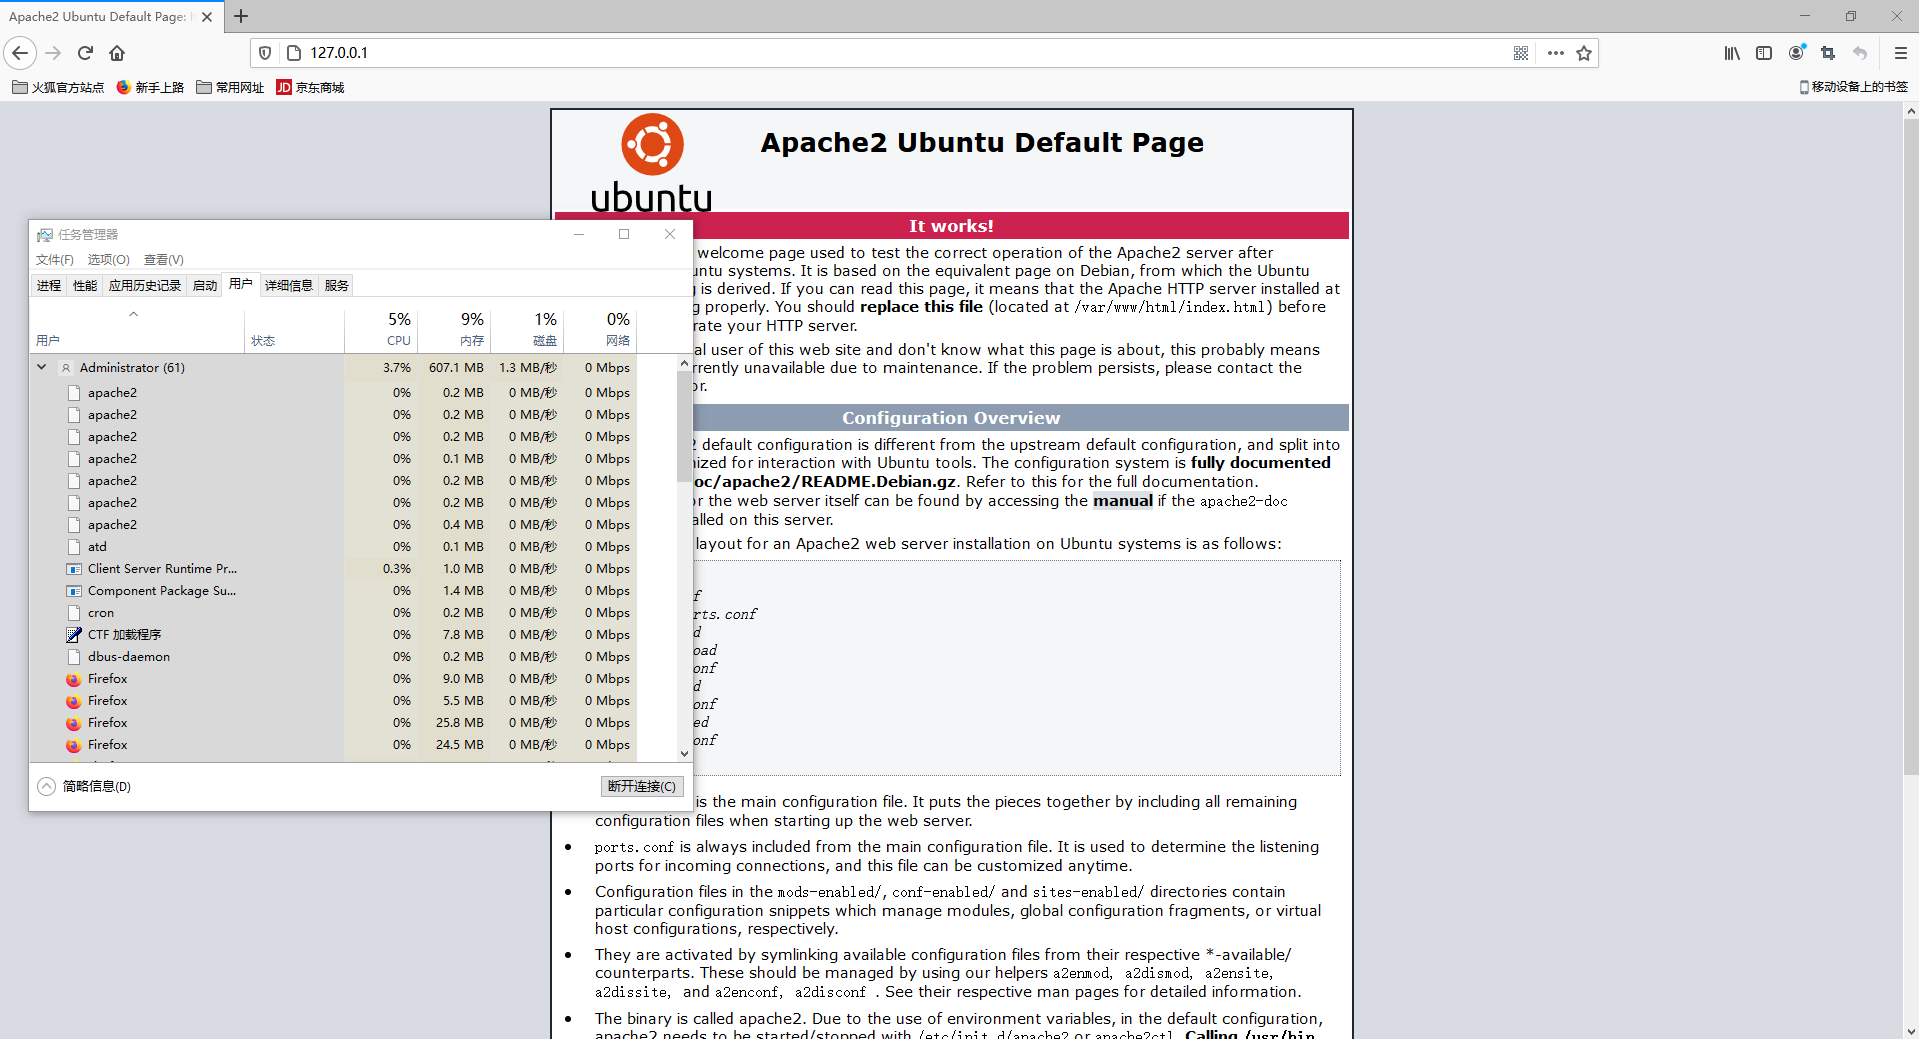 Apache2 Ubuntu Default Page:
127.0.0.1
火狐官方站点 新手上路 常用网址 JD 京东商城 移动设备上的书签
ubuntu
Apache2 Ubuntu Default Page
It works!
welcome page used to test the correct operation of the Apache2 server after
untu systems. It is based on the equivalent page on Debian, from which the Ubuntu
is derived. If you can read this page, it means that the Apache HTTP server installed at
properly. You should replace this file (located at /var/www/html/index.html) before
rate your HTTP server.
al user of this web site and don't know what this page is about, this probably means
rrently unavailable due to maintenance. If the problem persists, please contact the
or.
Configuration Overview
2 default configuration is different from the upstream default configuration, and split into
nized for interaction with Ubuntu tools. The configuration system is fully documented
oc/apache2/README.Debian.gz. Refer to this for the full documentation.
or the web server itself can be found by accessing the manual if the apache2-doc
alled on this server.
layout for an Apache2 web server installation on Ubuntu systems is as follows:
f
rts.conf
d
oad
onf
d
onf
ed
onf
is the main configuration file. It puts the pieces together by including all remaining
configuration files when starting up the web server.
ports.conf is always included from the main configuration file. It is used to determine the listening
ports for incoming connections, and this file can be customized anytime.
Configuration files in the mods-enabled/, conf-enabled/ and sites-enabled/ directories contain
particular configuration snippets which manage modules, global configuration fragments, or virtual
host configurations, respectively.
They are activated by symlinking available configuration files from their respective *-available/
counterparts. These should be managed by using our helpers a2enmod, a2dismod, a2ensite,
a2dissite, and a2enconf, a2disconf . See their respective man pages for detailed information.
The binary is called apache2. Due to the use of environment variables, in the default configuration,
apache2 needs to be started/stopped with /etc/init.d/apache2 or apache2ctl. Calling /usr/bin
任务管理器
文件(F) 选项(O) 查看(V)
进程 性能 应用历史记录 启动 用户 详细信息 服务
5% 9% 1% 0%
用户 状态 CPU 内存 磁盘 网络
Administrator (61) 3.7% 607.1 MB 1.3 MB/秒 0 Mbps
apache2 0% 0.2 MB 0 MB/秒 0 Mbps
apache2 0% 0.2 MB 0 MB/秒 0 Mbps
apache2 0% 0.2 MB 0 MB/秒 0 Mbps
apache2 0% 0.1 MB 0 MB/秒 0 Mbps
apache2 0% 0.2 MB 0 MB/秒 0 Mbps
apache2 0% 0.2 MB 0 MB/秒 0 Mbps
apache2 0% 0.4 MB 0 MB/秒 0 Mbps
atd 0% 0.1 MB 0 MB/秒 0 Mbps
Client Server Runtime Pr... 0.3% 1.0 MB 0 MB/秒 0 Mbps
Component Package Su... 0% 1.4 MB 0 MB/秒 0 Mbps
cron 0% 0.2 MB 0 MB/秒 0 Mbps
CTF 加载程序 0% 7.8 MB 0 MB/秒 0 Mbps
dbus-daemon 0% 0.2 MB 0 MB/秒 0 Mbps
Firefox 0% 9.0 MB 0 MB/秒 0 Mbps
Firefox 0% 5.5 MB 0 MB/秒 0 Mbps
Firefox 0% 25.8 MB 0 MB/秒 0 Mbps
Firefox 0% 24.5 MB 0 MB/秒 0 Mbps
简略信息(D) 断开连接(C)